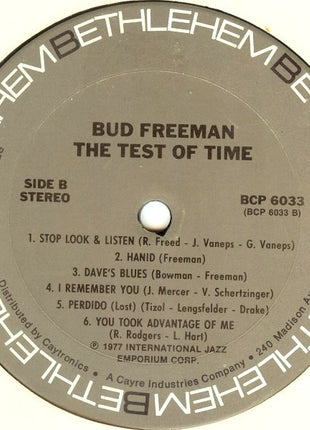 BETHLEHEM BETHLEHEM BETHLEHEM
BUD FREEMAN
THE TEST OF TIME
SIDE B
STEREO
BCP 6033
(BCP 6033 B)
1. STOP LOOK & LISTEN (R. Freed - J. Vaneps - G. Vaneps)
2. HANID (Freeman)
3. DAVE'S BLUES (Bowman - Freeman)
4. I REMEMBER YOU (J. Mercer - V. Schertzinger)
5. PERDIDO (Lost) (Tizol - Lengsfelder - Drake)
6. YOU TOOK ADVANTAGE OF ME
(R. Rodgers - L. Hart)
℗ 1977 INTERNATIONAL JAZZ
EMPORIUM CORP.
Distributed by Caytronics
A Cayre Industries Company • 240 Madison
BETHLEHEM BETHLEHEM